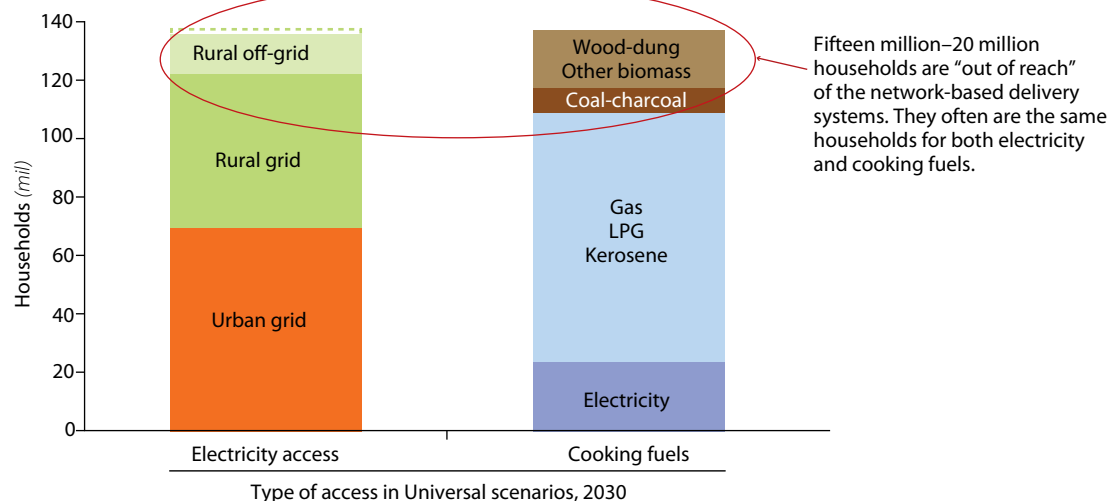 140
120
100
80
60
40
20
0
Households (mil)
Rural off-grid
Rural grid
Urban grid
Wood-dung
Other biomass
Coal-charcoal
Gas
LPG
Kerosene
Electricity
Fifteen million–20 million
households are “out of reach”
of the network-based delivery
systems. They often are the same
households for both electricity
and cooking fuels.
Electricity access
Cooking fuels
Type of access in Universal scenarios, 2030